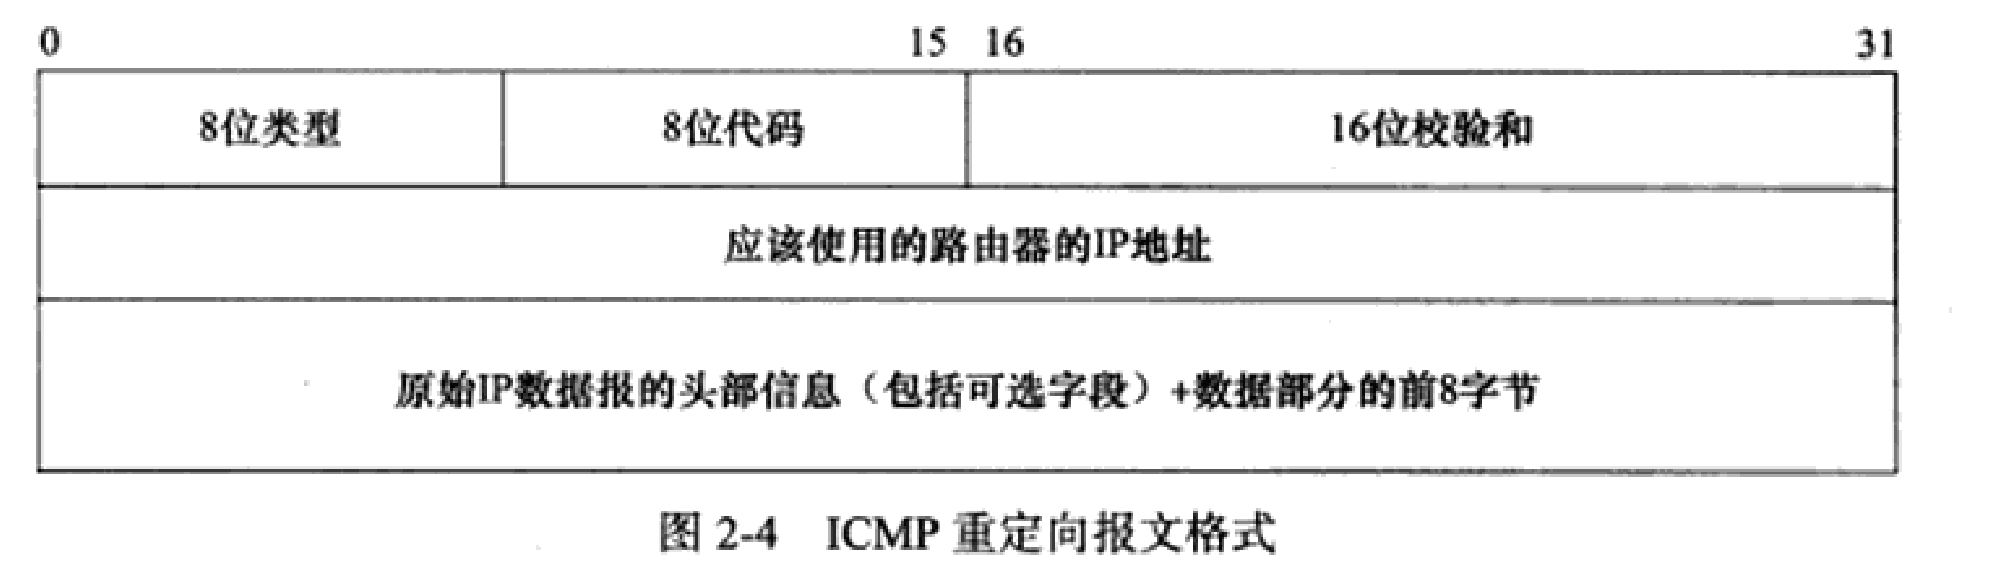 0 15 16 31
8位类型 8位代码 16位校验和
应该使用的路由器的IP地址
原始IP数据报的头部信息（包括可选字段）+数据部分的前8字节
图 2-4 ICMP 重定向报文格式